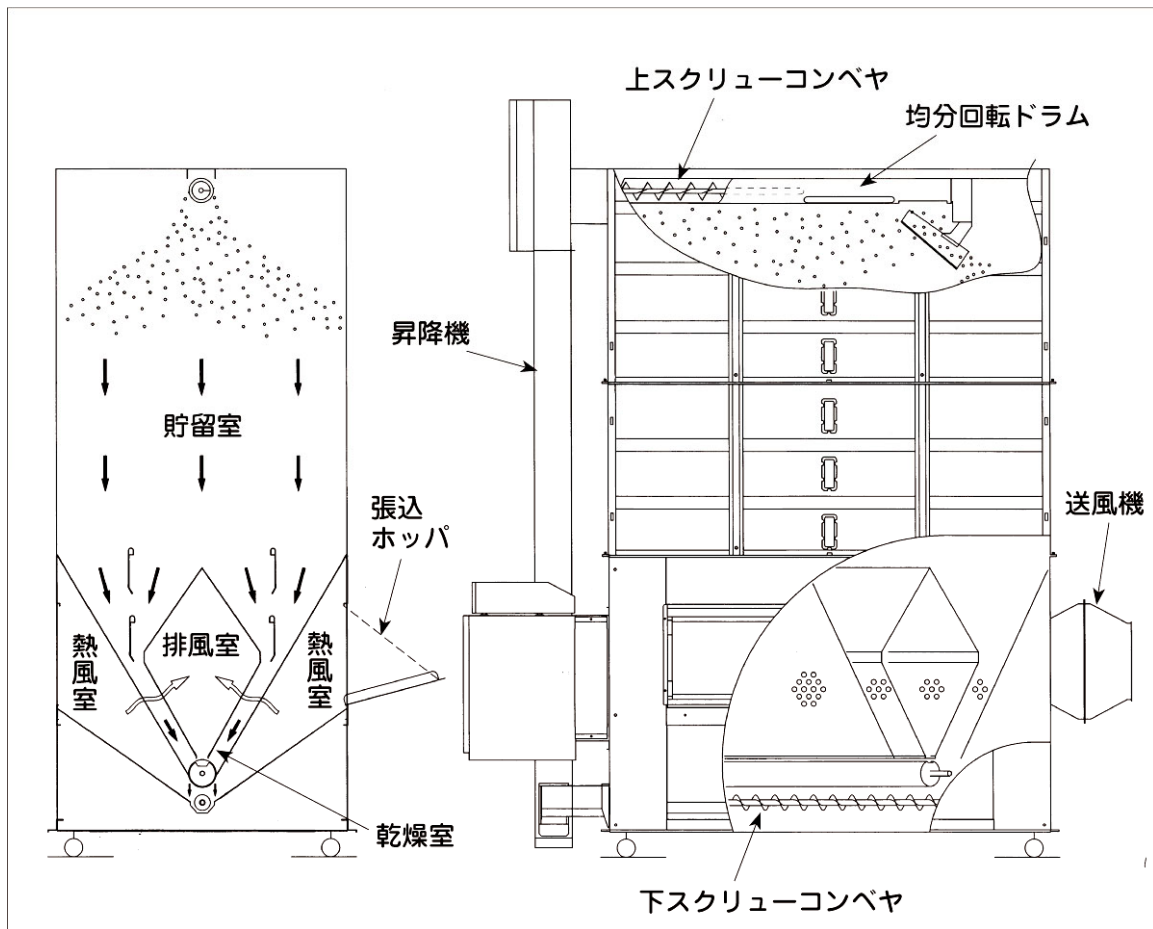 上スクリューコンベヤ
均分回転ドラム
昇降機
貯留室
張込
ホッパ
送風機
熱風室
排風室
熱風室
乾燥室
下スクリューコンベヤ